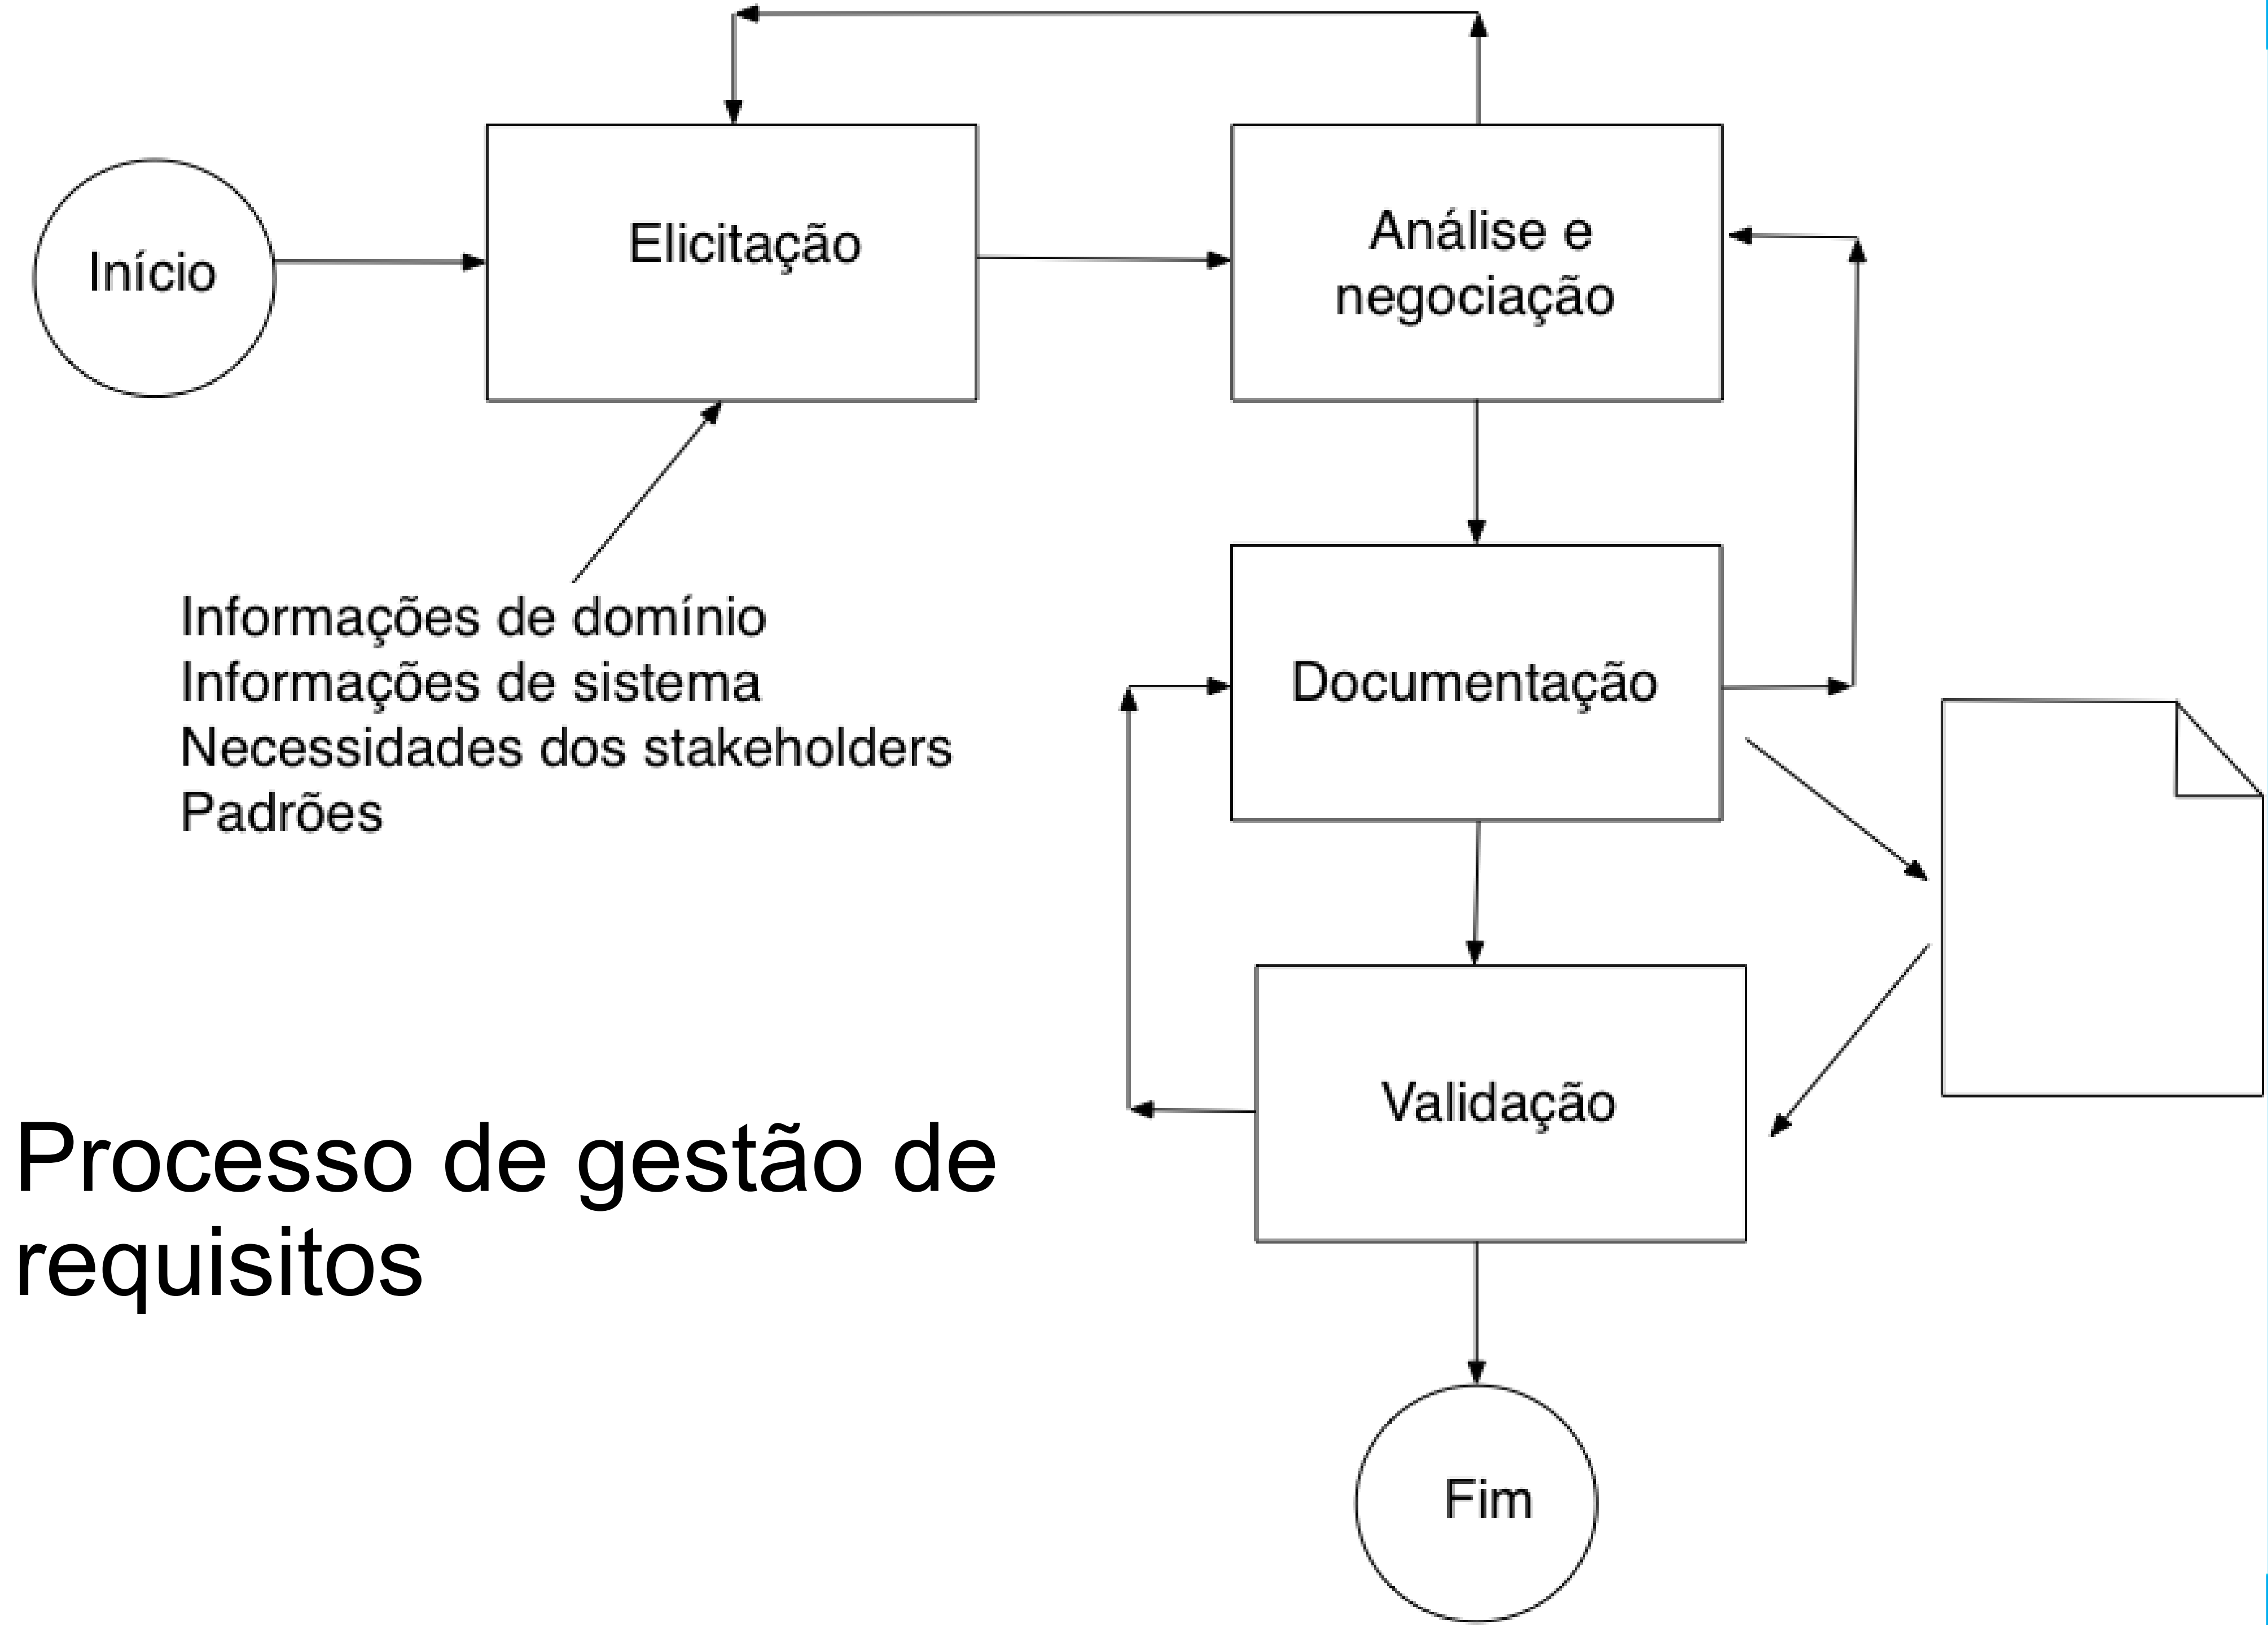 Início
Elicitação
Análise e
negociação
Informações de domínio
Informações de sistema
Necessidades dos stakeholders
Padrões
Documentação
Validação
Processo de gestão de
requisitos
Fim